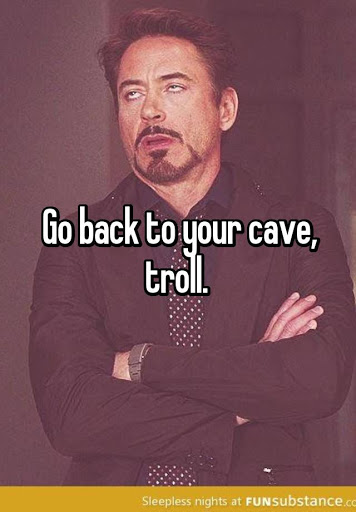 Go back to your cave,
troll.
Sleepless nights at FUNsubstance.co